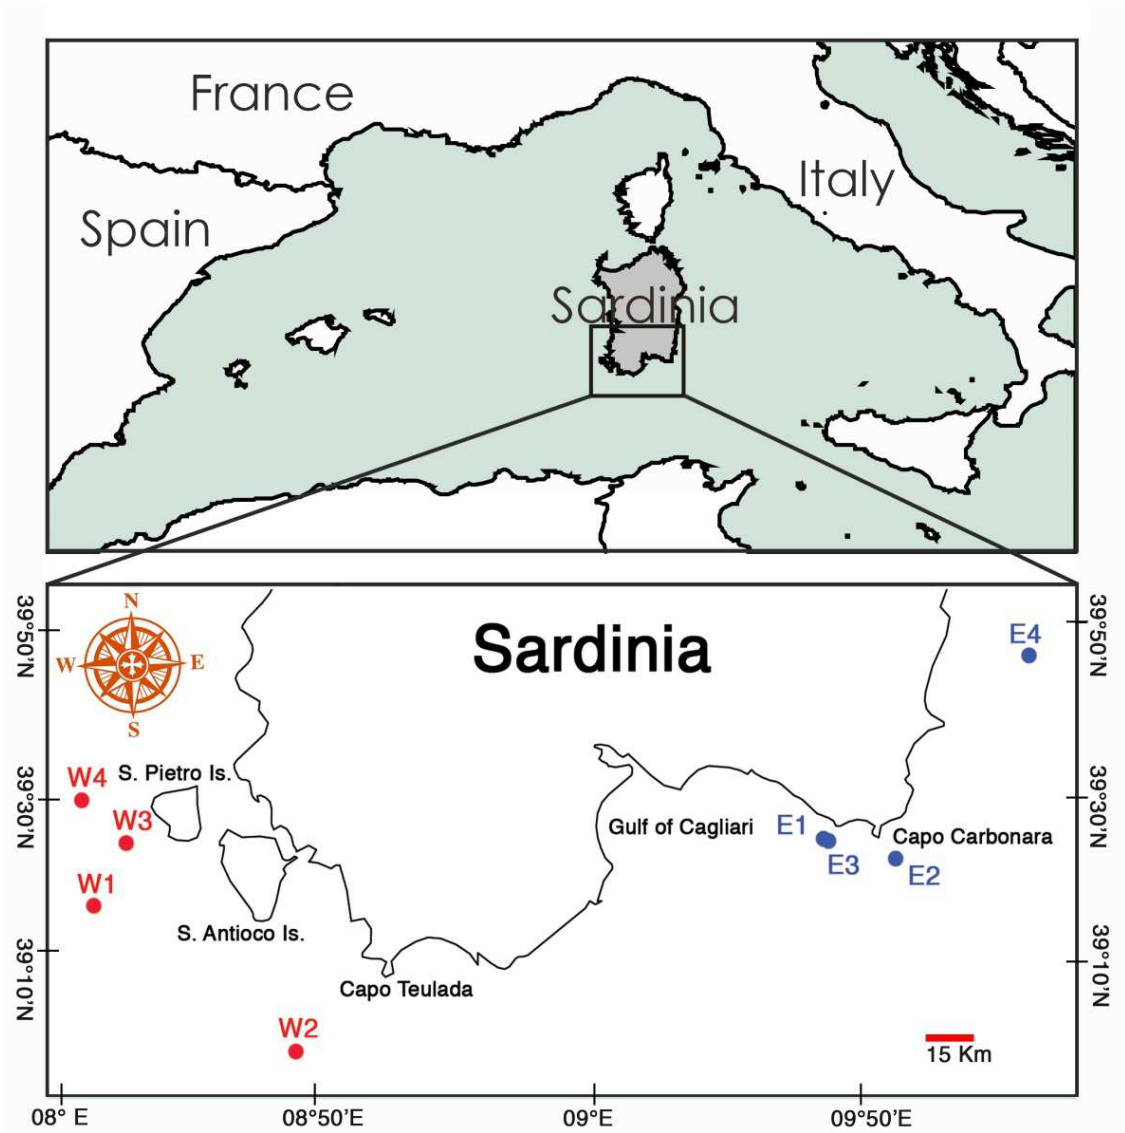 France
Italy
Spain
Sardinia
N
W E
S
Sardinia
39°50’N
39°50’N
E4
W4
S. Pietro Is.
39°30’N
39°30’N
W3
Gulf of Cagliari
E1
Capo Carbonara
E3
E2
W1
S. Antioco Is.
39°10’N
39°10’N
Capo Teulada
W2
15 Km
08° E
08°50’E
09°E
09°50’E